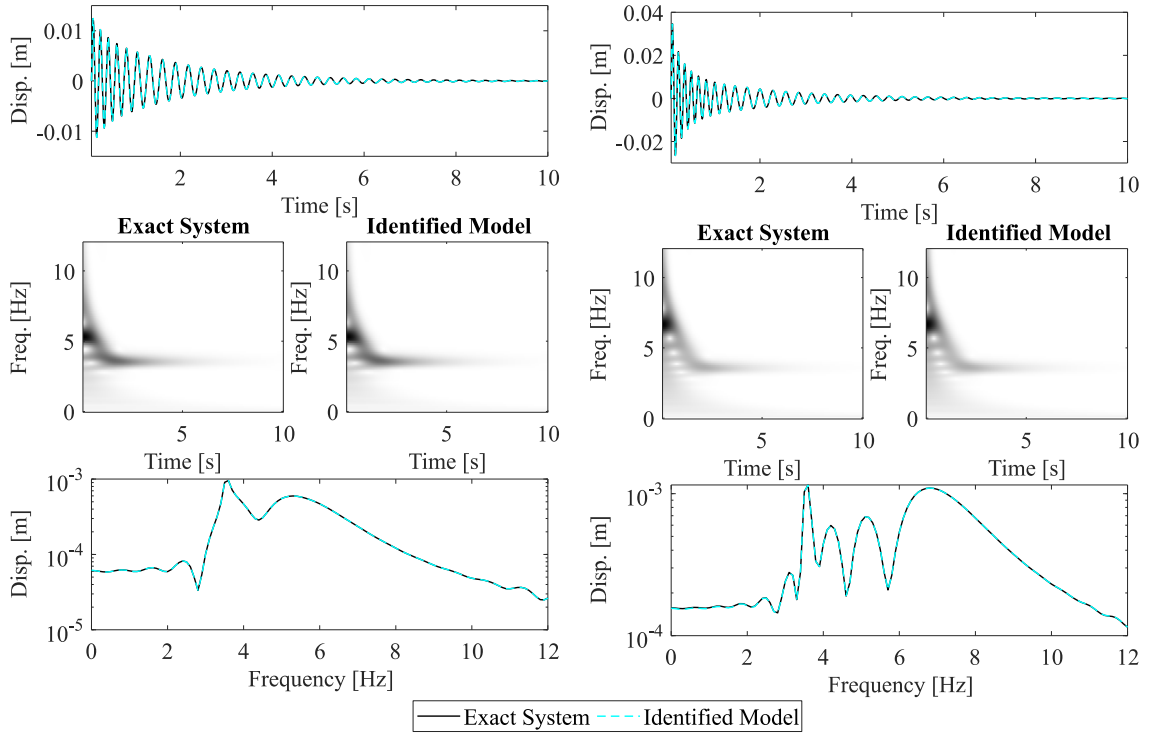 0.01
0
-0.01
Disp. [m]
2 4 6 8 10
Time [s]
0.04
0.02
0
-0.02
Disp. [m]
2 4 6 8 10
Time [s]
Exact System
Identified Model
10
5
0
Freq. [Hz]
5 10
Time [s]
10
5
0
Freq. [Hz]
5 10
Time [s]
Exact System
Identified Model
10
5
0
Freq. [Hz]
5 10
Time [s]
10
5
0
Freq. [Hz]
5 10
Time [s]
10⁻³
10⁻⁴
10⁻⁵
Disp. [m]
0 2 4 6 8 10 12
Frequency [Hz]
10⁻³
10⁻⁴
Disp. [m]
0 2 4 6 8 10 12
Frequency [Hz]
Exact System Identified Model